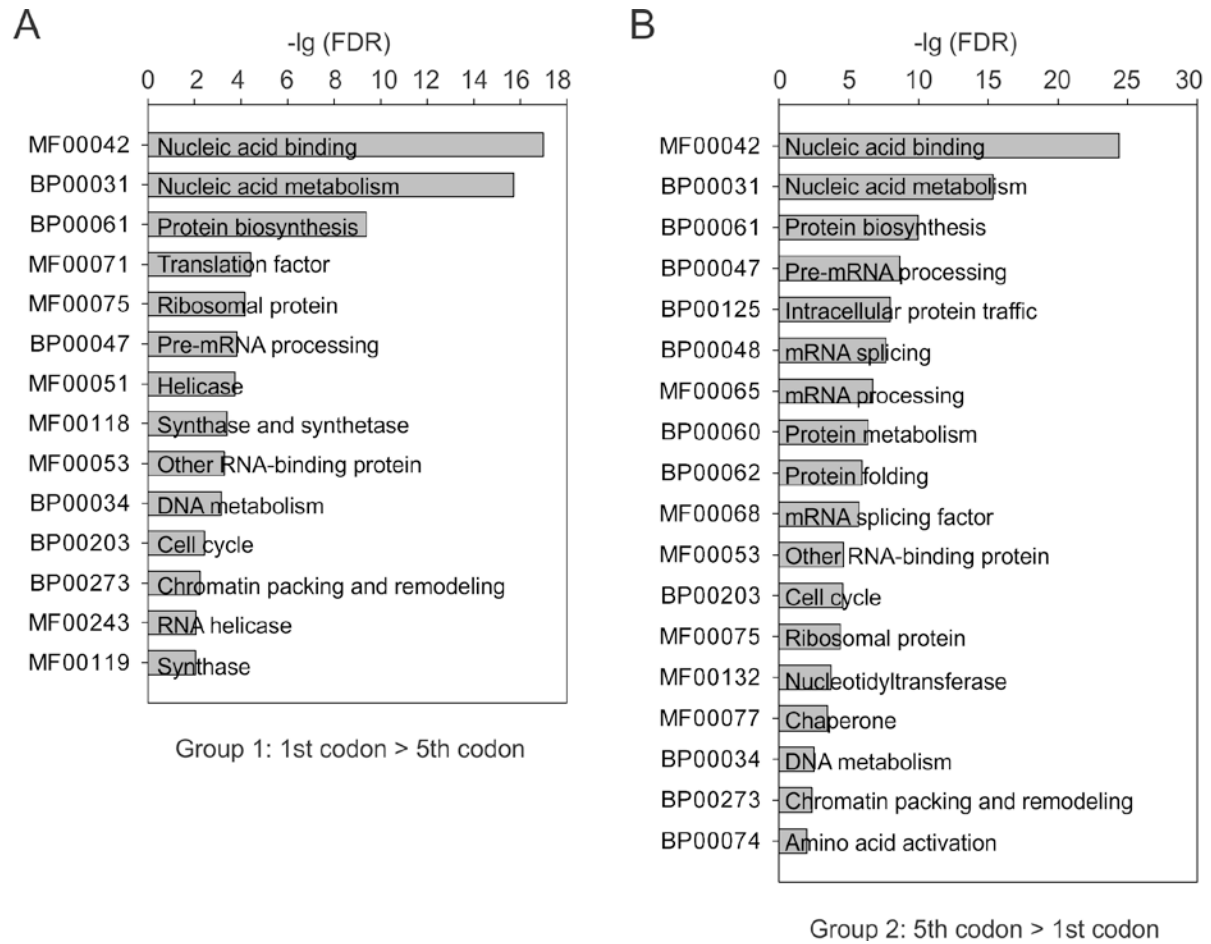 A
-lg (FDR)
0 2 4 6 8 10 12 14 16 18
MF00042 Nucleic acid binding
BP00031 Nucleic acid metabolism
BP00061 Protein biosynthesis
MF00071 Translation factor
MF00075 Ribosomal protein
BP00047 Pre-mRNA processing
MF00051 Helicase
MF00118 Synthase and synthetase
MF00053 Other RNA-binding protein
BP00034 DNA metabolism
BP00203 Cell cycle
BP00273 Chromatin packing and remodeling
MF00243 RNA helicase
MF00119 Synthase
Group 1: 1st codon > 5th codon
B
-lg (FDR)
0 5 10 15 20 25 30
MF00042 Nucleic acid binding
BP00031 Nucleic acid metabolism
BP00061 Protein biosynthesis
BP00047 Pre-mRNA processing
BP00125 Intracellular protein traffic
BP00048 mRNA splicing
MF00065 mRNA processing
BP00060 Protein metabolism
BP00062 Protein folding
MF00068 mRNA splicing factor
MF00053 Other RNA-binding protein
BP00203 Cell cycle
MF00075 Ribosomal protein
MF00132 Nucleotidyltransferase
MF00077 Chaperone
BP00034 DNA metabolism
BP00273 Chromatin packing and remodeling
BP00074 Amino acid activation
Group 2: 5th codon > 1st codon